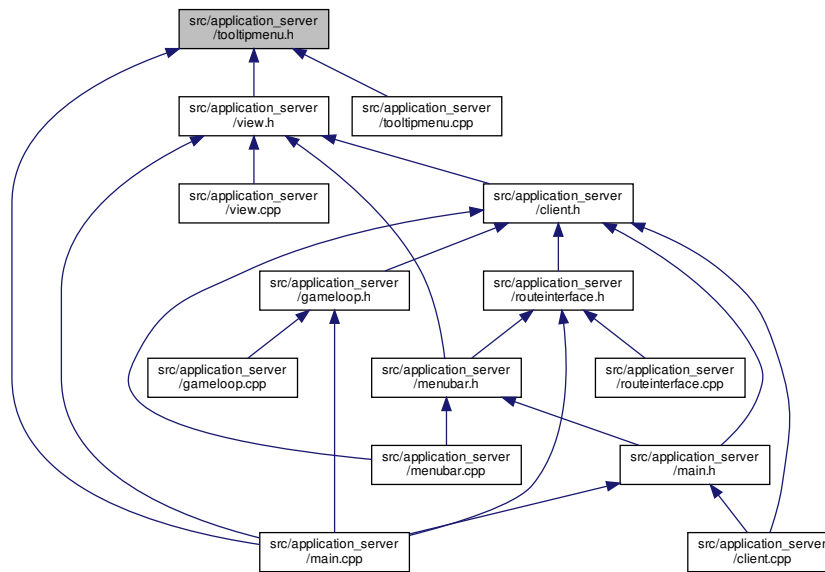 src/application_server
/tooltipmenu.h
src/application_server
/view.h
src/application_server
/tooltipmenu.cpp
src/application_server
/view.cpp
src/application_server
/client.h
src/application_server
/gameloop.h
src/application_server
/routeinterface.h
src/application_server
/gameloop.cpp
src/application_server
/menubar.h
src/application_server
/routeinterface.cpp
src/application_server
/menubar.cpp
src/application_server
/main.h
src/application_server
/main.cpp
src/application_server
/client.cpp